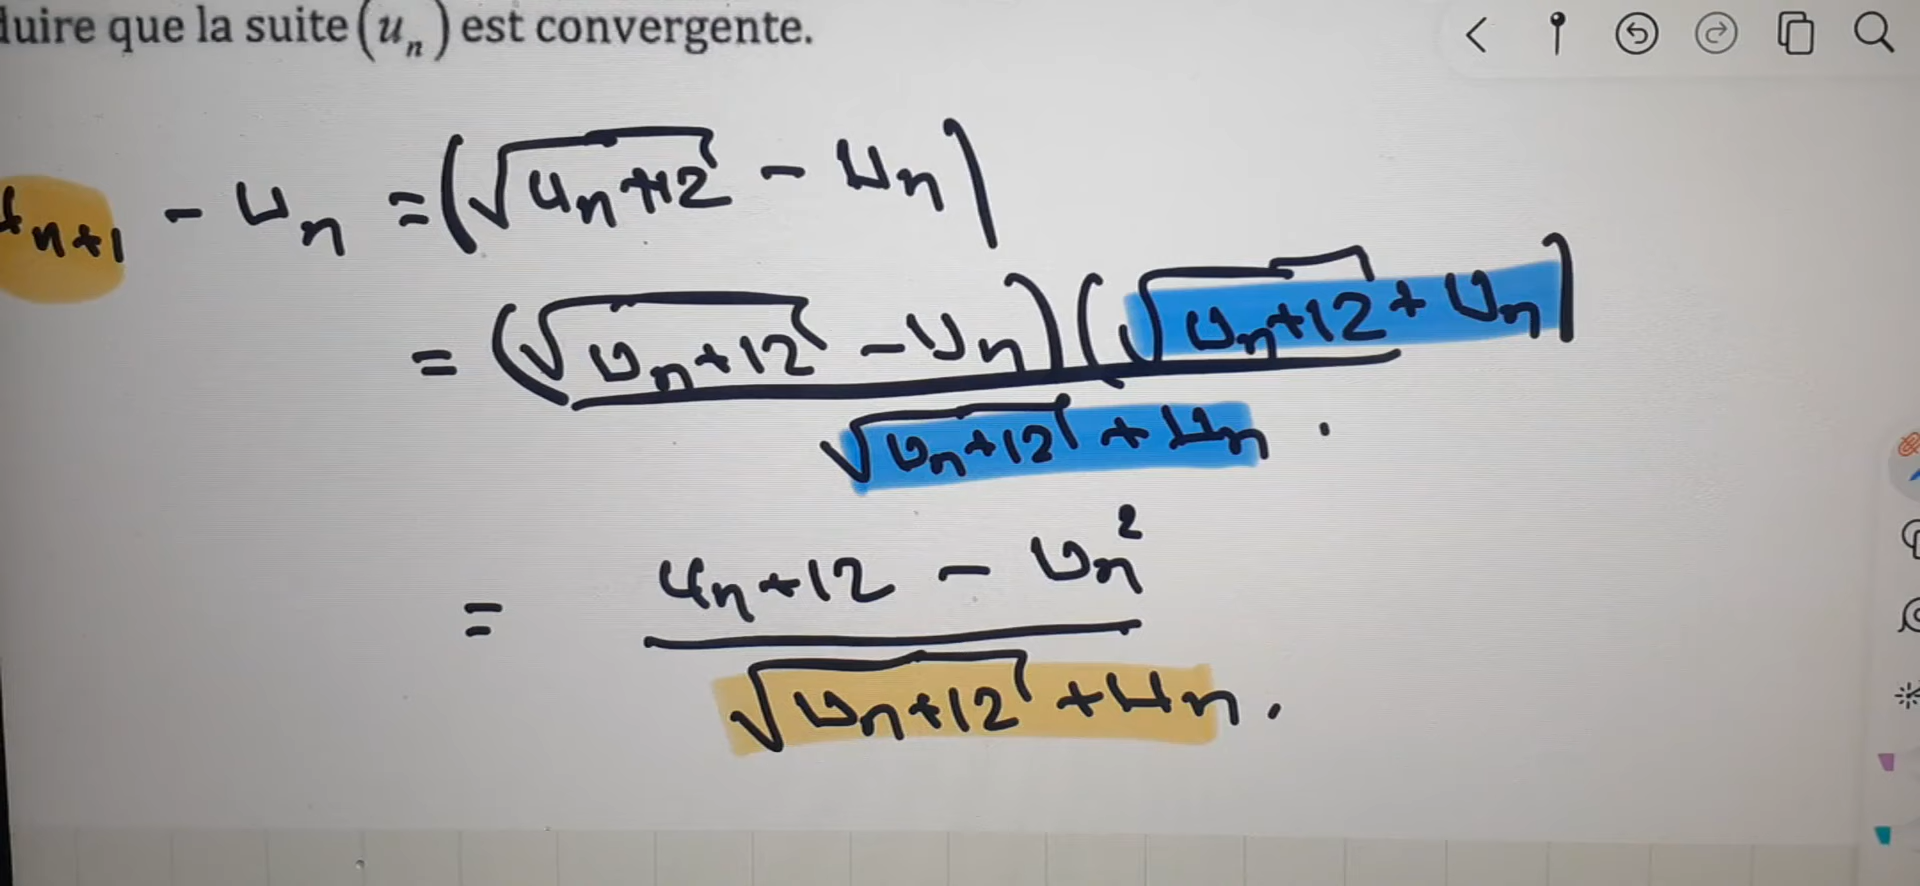 duire que la suite (uₙ) est convergente.
uₙ₊₁ - uₙ = (√(uₙ+12) - uₙ)
= (√(uₙ+12) - uₙ)(√(uₙ+12) + uₙ) / (√(uₙ+12) + uₙ) .
= (uₙ+12 - uₙ²) / (√(uₙ+12) + uₙ) .